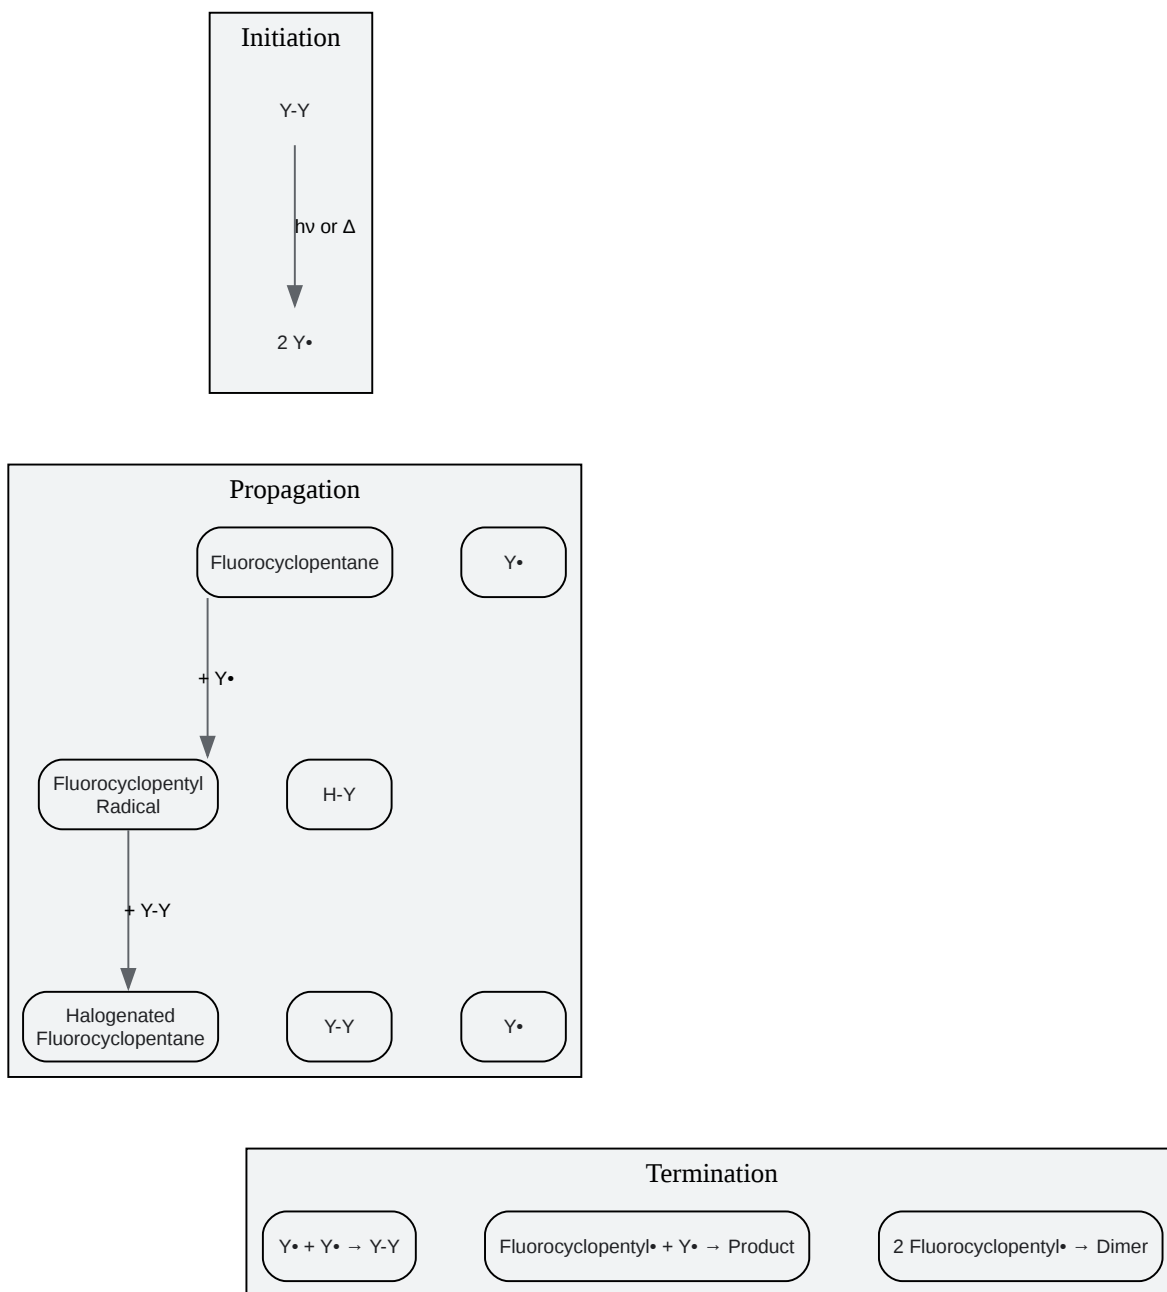 Initiation
Y-Y
hν or Δ
2 Y•
Propagation
Fluorocyclopentane
Y•
+ Y•
Fluorocyclopentyl
Radical
H-Y
+ Y-Y
Halogenated
Fluorocyclopentane
Y-Y
Y•
Termination
Y• + Y• → Y-Y
Fluorocyclopentyl• + Y• → Product
2 Fluorocyclopentyl• → Dimer